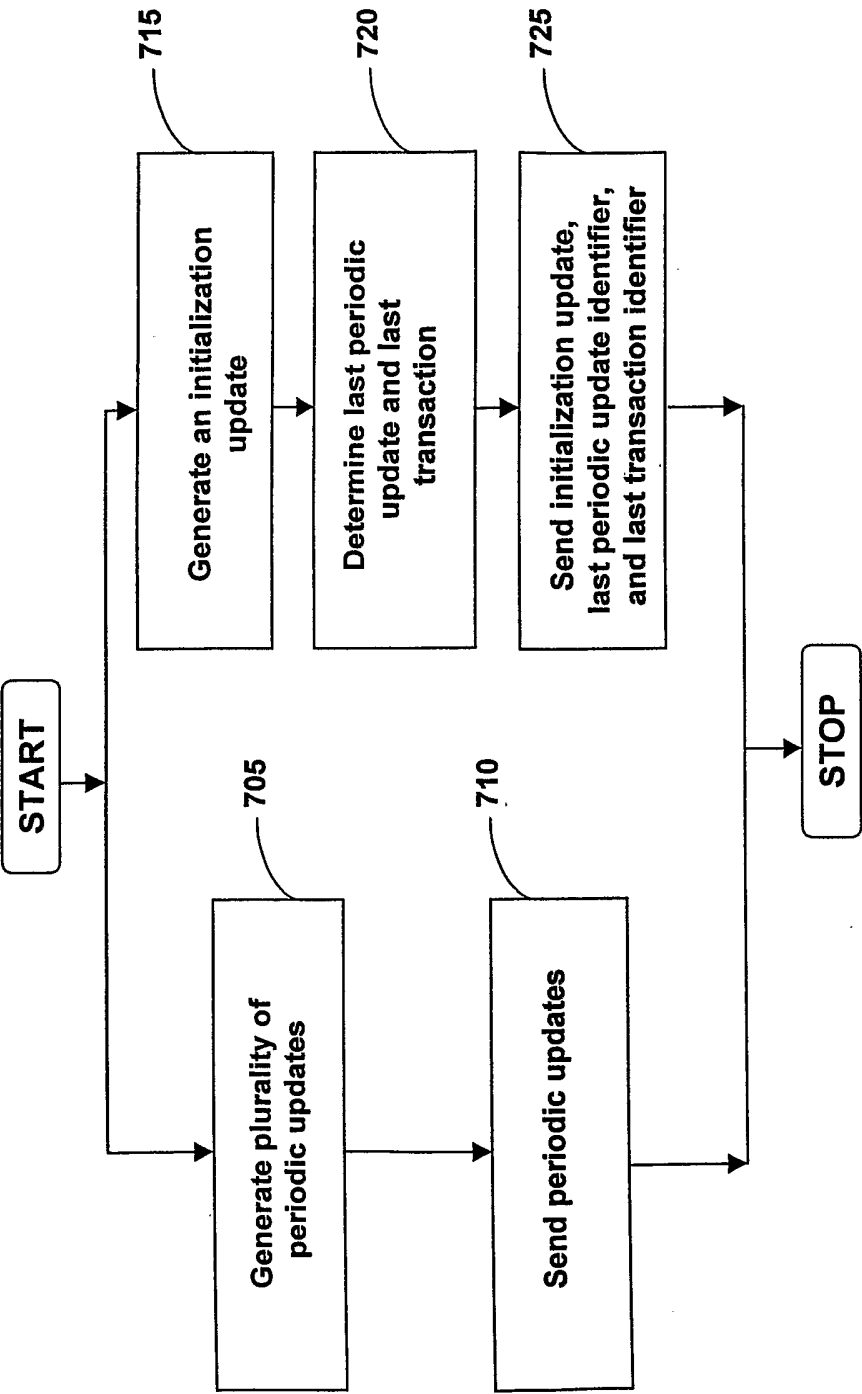 START
Generate plurality of
periodic updates
705
Send periodic updates
710
Generate an initialization
update
715
Determine last periodic
update and last
transaction
720
Send initialization update,
last periodic update identifier,
and last transaction identifier
725
STOP